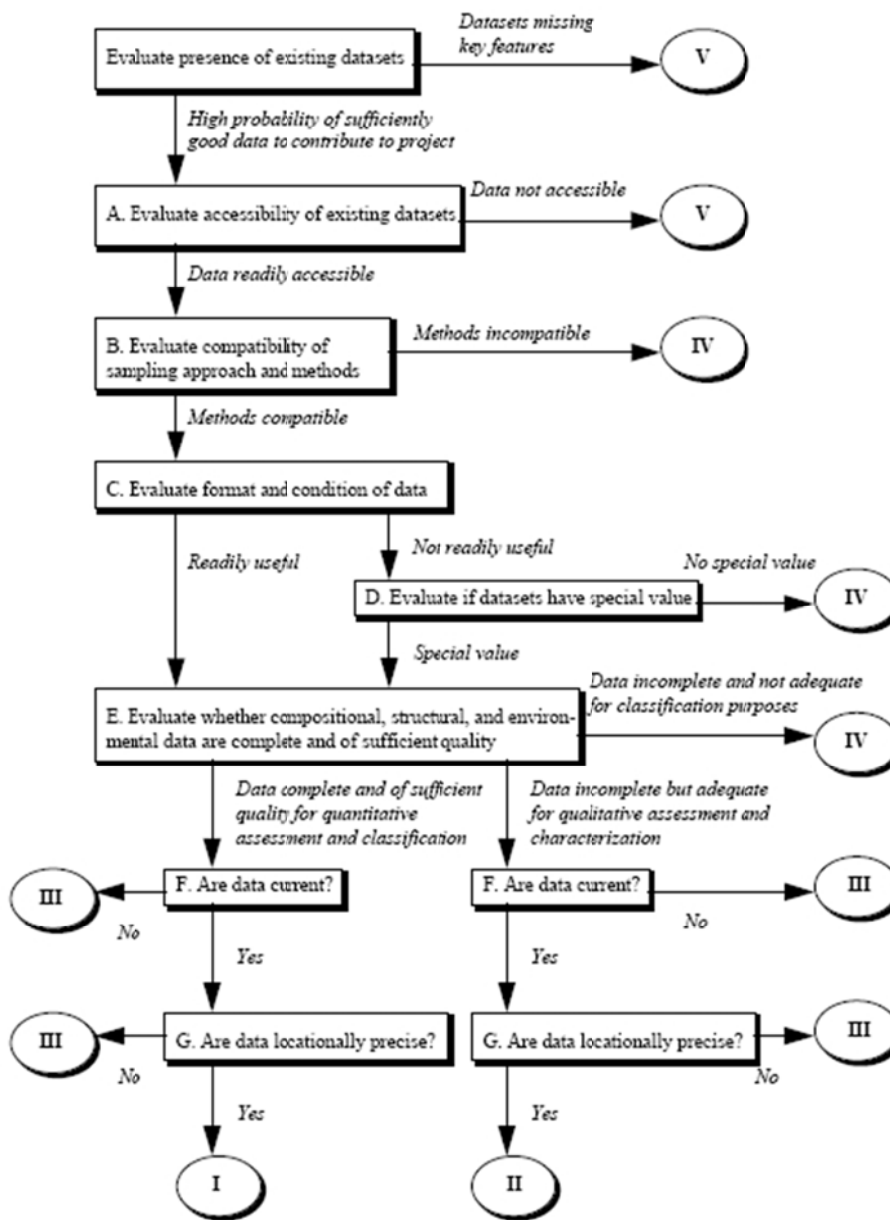 Datasets missing
key features
Evaluate presence of existing datasets
V
High probability of sufficiently
good data to contribute to project
Data not accessible
A. Evaluate accessibility of existing datasets
V
Data readily accessible
Methods incompatible
B. Evaluate compatibility of
sampling approach and methods
IV
Methods compatible
C. Evaluate format and condition of data
Readily useful
Not readily useful
No special value
D. Evaluate if datasets have special value
IV
Special value
Data incomplete and not adequate
for classification purposes
E. Evaluate whether compositional, structural, and environ-
mental data are complete and of sufficient quality
IV
Data complete and of sufficient
quality for quantitative
assessment and classification
Data incomplete but adequate
for qualitative assessment and
characterization
III
F. Are data current?
F. Are data current?
III
No
No
Yes
Yes
III
G. Are data locationally precise?
G. Are data locationally precise?
III
No
No
Yes
Yes
I
II